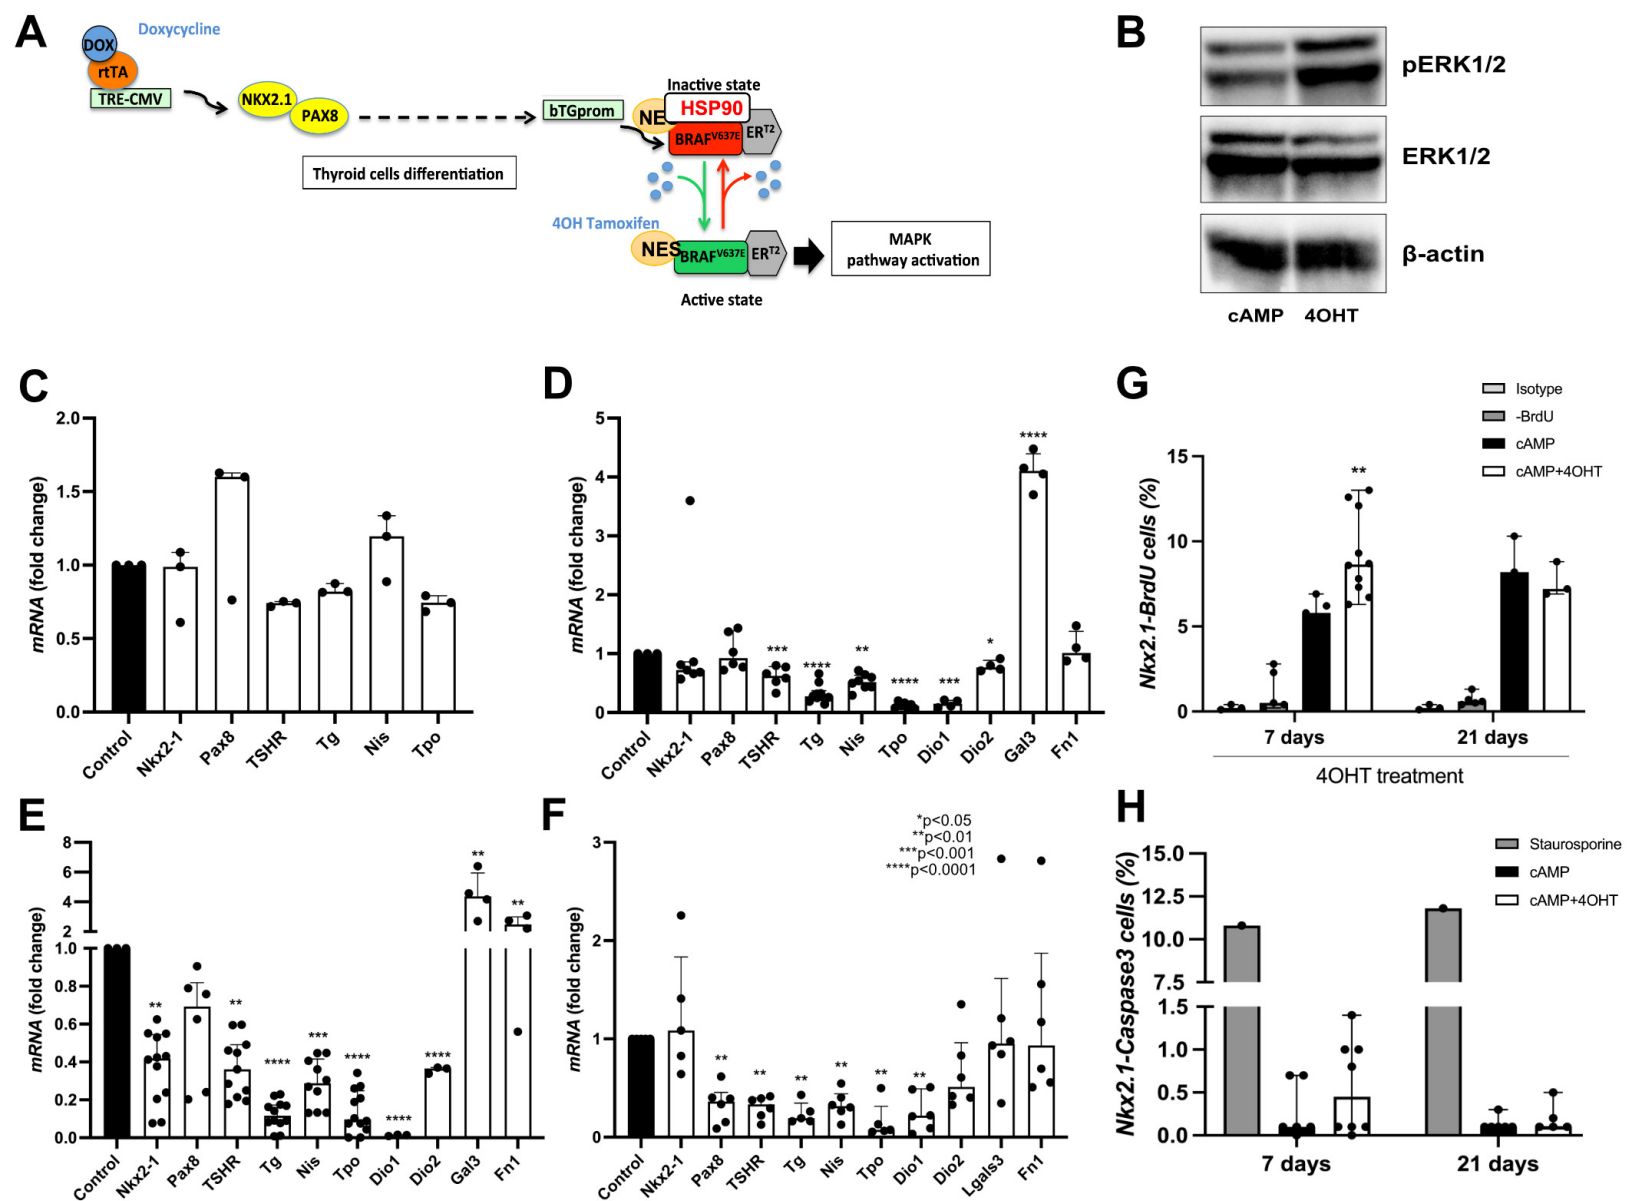 A
Doxycycline
DOX
rtTA
TRE-CMV
NKX2.1
PAX8
Thyroid cells differentiation
bTGprom
Inactive state
NE
HSP90
BRAFV637E
ERT2
4OH Tamoxifen
NES
BRAFV637E
ERT2
Active state
MAPK
pathway activation
B
pERK1/2
ERK1/2
β-actin
cAMP 4OHT
C
mRNA (fold change)
2.0
1.5
1.0
0.5
0.0
Control Nkx2-1 Pax8 TSHR Tg Nis Tpo
D
mRNA (fold change)
5
4
3
2
1
0
*** **** ** **** *** * ****
Control Nkx2-1 Pax8 TSHR Tg Nis Tpo Dio1 Dio2 Gal3 Fn1
G
Isotype
-BrdU
cAMP
cAMP+4OHT
Nkx2.1-BrdU cells (%)
15
10
5
0
**
7 days 21 days
4OHT treatment
E
mRNA (fold change)
8
6
4
2
1.0
0.8
0.6
0.4
0.2
0.0
** ** **** *** **** **** **** ** **
Control Nkx2-1 Pax8 TSHR Tg Nis Tpo Dio1 Dio2 Gal3 Fn1
F
*p<0.05
**p<0.01
***p<0.001
****p<0.0001
mRNA (fold change)
3
2
1
0
** ** ** ** ** **
Control Nkx2-1 Pax8 TSHR Tg Nis Tpo Dio1 Dio2 Lgals3 Fn1
H
Staurosporine
cAMP
cAMP+4OHT
Nkx2.1-Caspase3 cells (%)
15.0
12.5
10.0
7.5
1.5
1.0
0.5
0.0
7 days 21 days